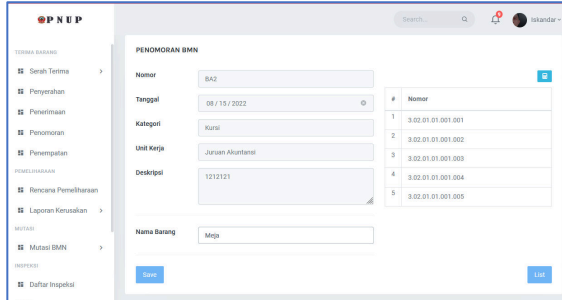 PNUP
Search...
Iskandar
TERIMA BARANG
Serah Terima
Penyerahan
Penerimaan
Penomoran
Penempatan
PEMELIHARAAN
Rencana Pemeliharaan
Laporan Kerusakan
MUTASI
Mutasi BMN
INSPEKSI
Daftar Inspeksi
PENOMORAN BMN
Nomor
BA2
Tanggal
08 / 15 / 2022
Kategori
Kursi
Unit Kerja
Juruan Akuntansi
Deskripsi
1212121
Nama Barang
Meja
Save
# Nomor
1 3.02.01.01.001.001
2 3.02.01.01.001.002
3 3.02.01.01.001.003
4 3.02.01.01.001.004
5 3.02.01.01.001.005
List